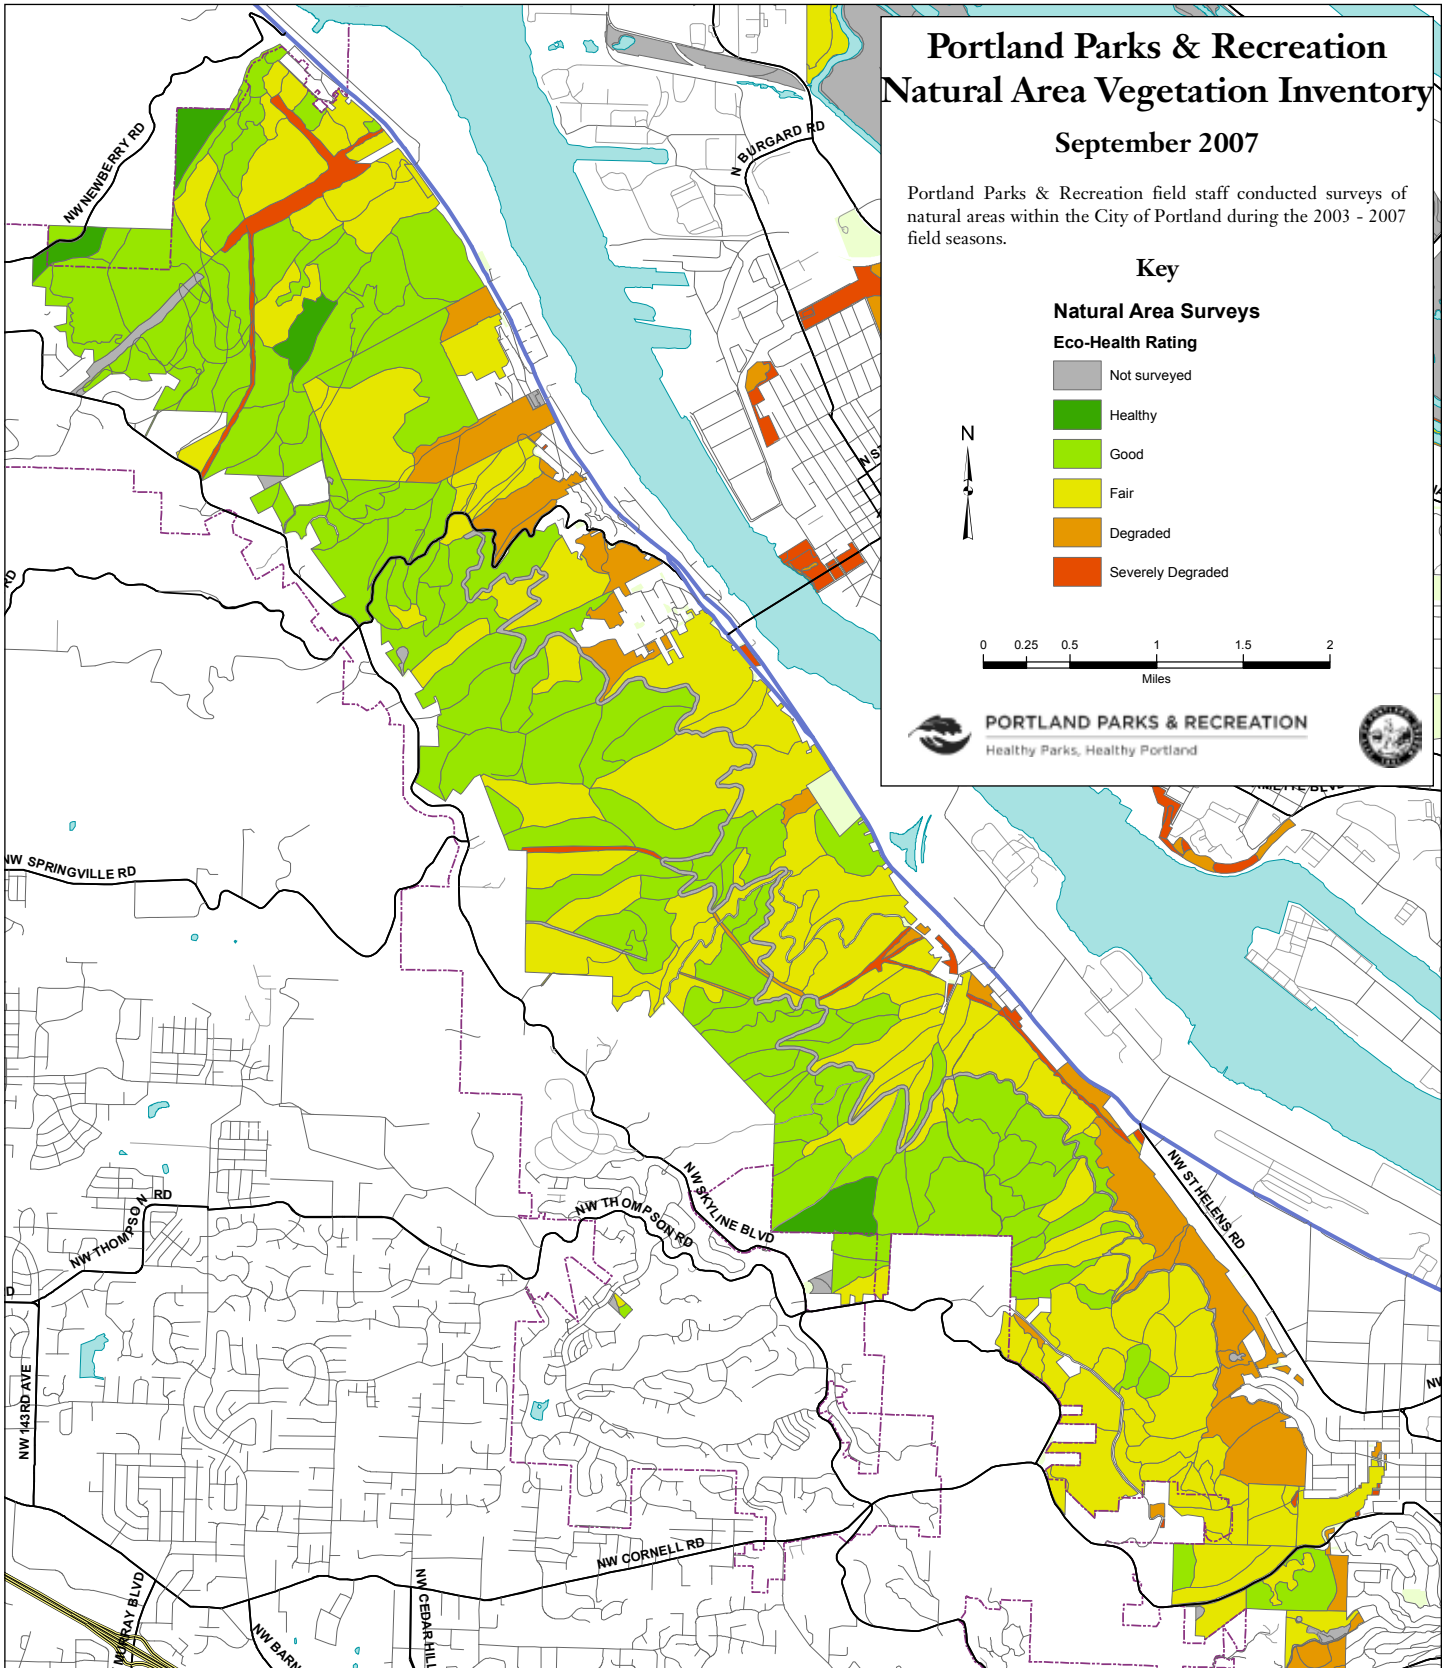 Portland Parks & Recreation
Natural Area Vegetation Inventory
September 2007
Portland Parks & Recreation field staff conducted surveys of
natural areas within the City of Portland during the 2003 - 2007
field seasons.
Key
Natural Area Surveys
Eco-Health Rating
Not surveyed
Healthy
Good
Fair
Degraded
Severely Degraded
N
0 0.25 0.5 1 1.5 2
Miles
PORTLAND PARKS & RECREATION
Healthy Parks, Healthy Portland
NW NEWBERRY RD
N BURGARD RD
N S
RD
NW SPRINGVILLE RD
NW THOMPSON RD
NW THOMPSON RD
NW SKYLINE BLVD
NW ST HELENS RD
D
NW 143RD AVE
NW
NW CORNELL RD
MURRAY BLVD
NW BARN
NW CEDAR HILL